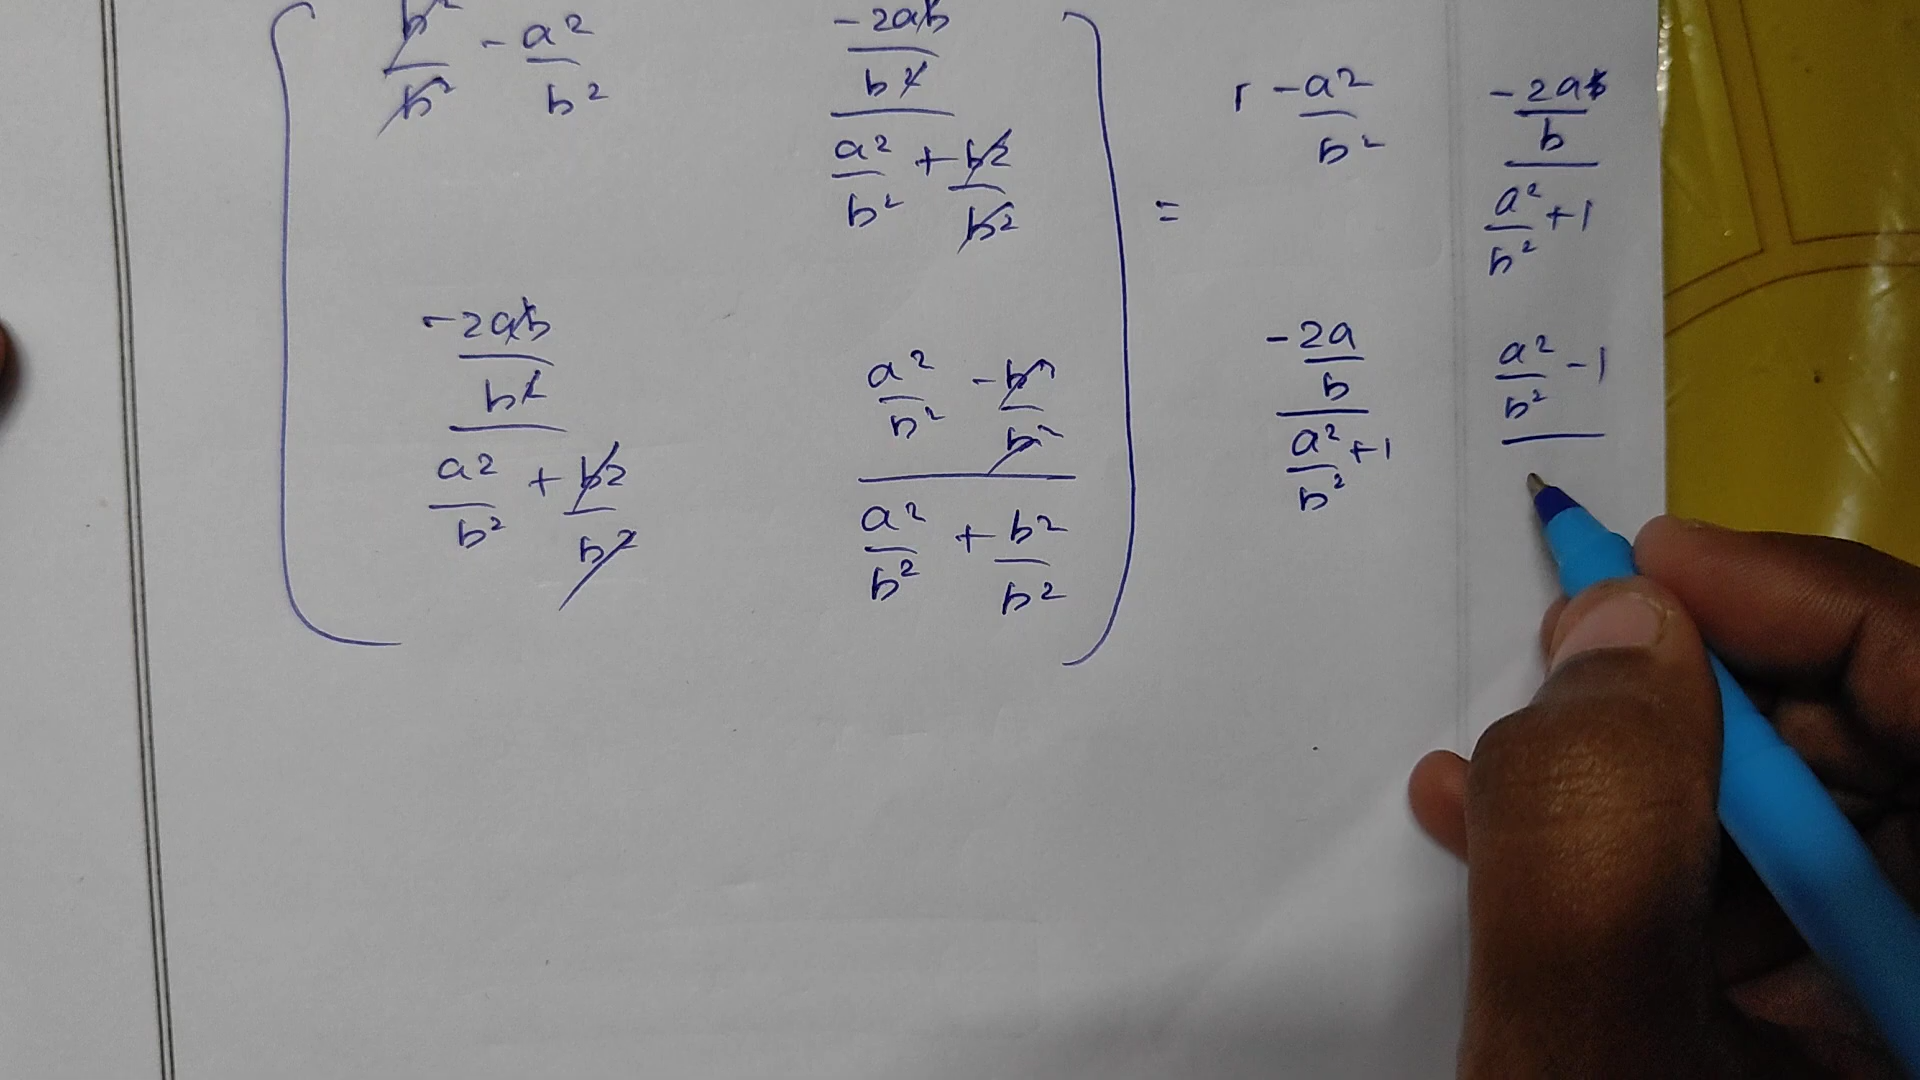 b² - a² -2ab
b² b² b²
a² + b²
b² b²
-2ab a² - b²
b² b² b²
a² + b² a² + b²
b² b² b² b²
= 1 - a² -2ab
b² b
a² + 1
b²
-2a a² - 1
b b²
a² + 1
b²